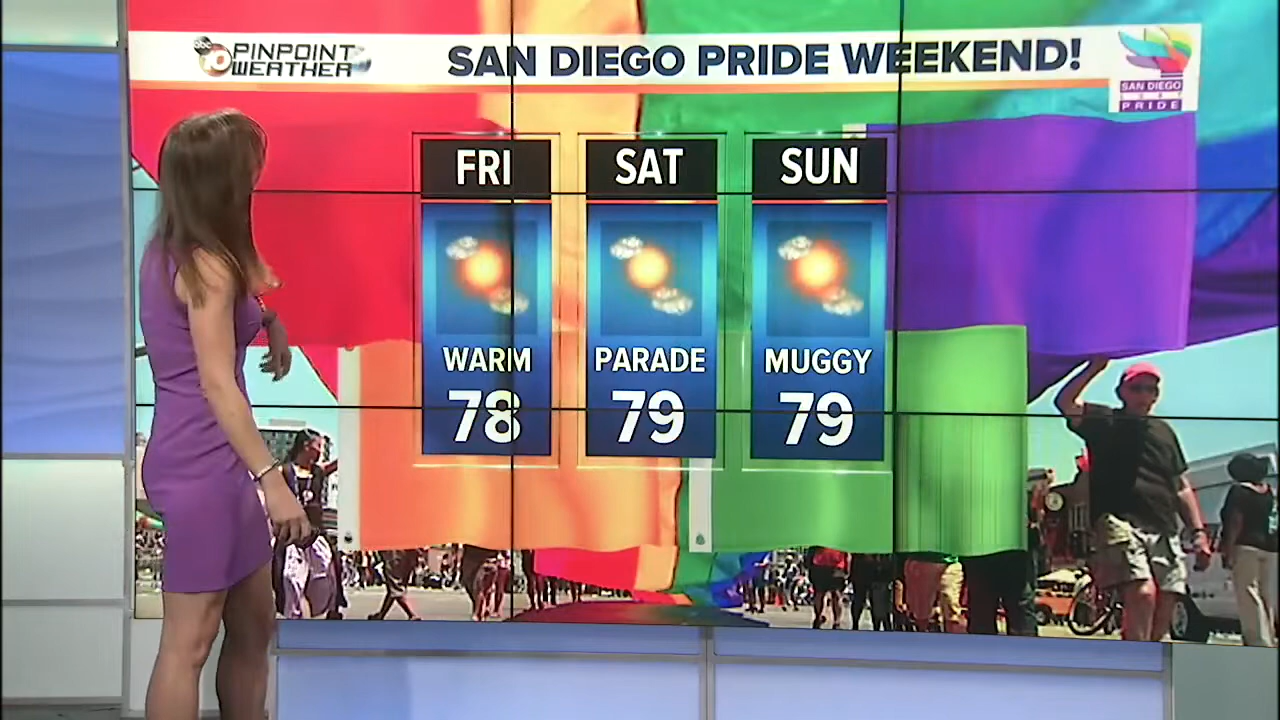 abc 10 PINPOINT
WEATHER
SAN DIEGO PRIDE WEEKEND!
SAN DIEGO
PRIDE
FRI
SAT
SUN
WARM
PARADE
MUGGY
78
79
79